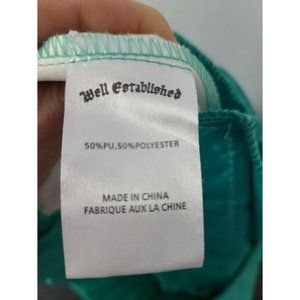 Well Established
50%PU,50%POLYESTER
MADE IN CHINA
FABRIQUE AUX LA CHINE